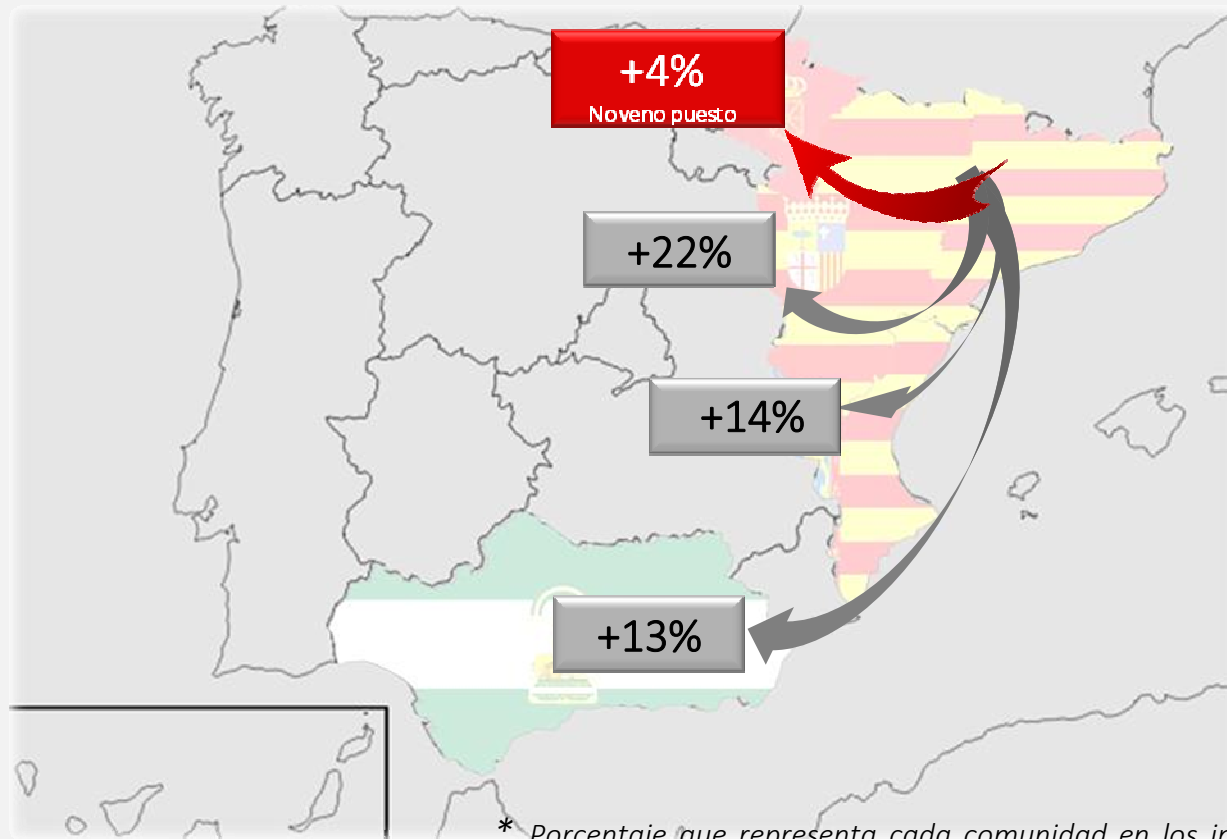 +4%
Noveno puesto
+22%
+14%
+13%
* Porcentaje que representa cada comunidad en los